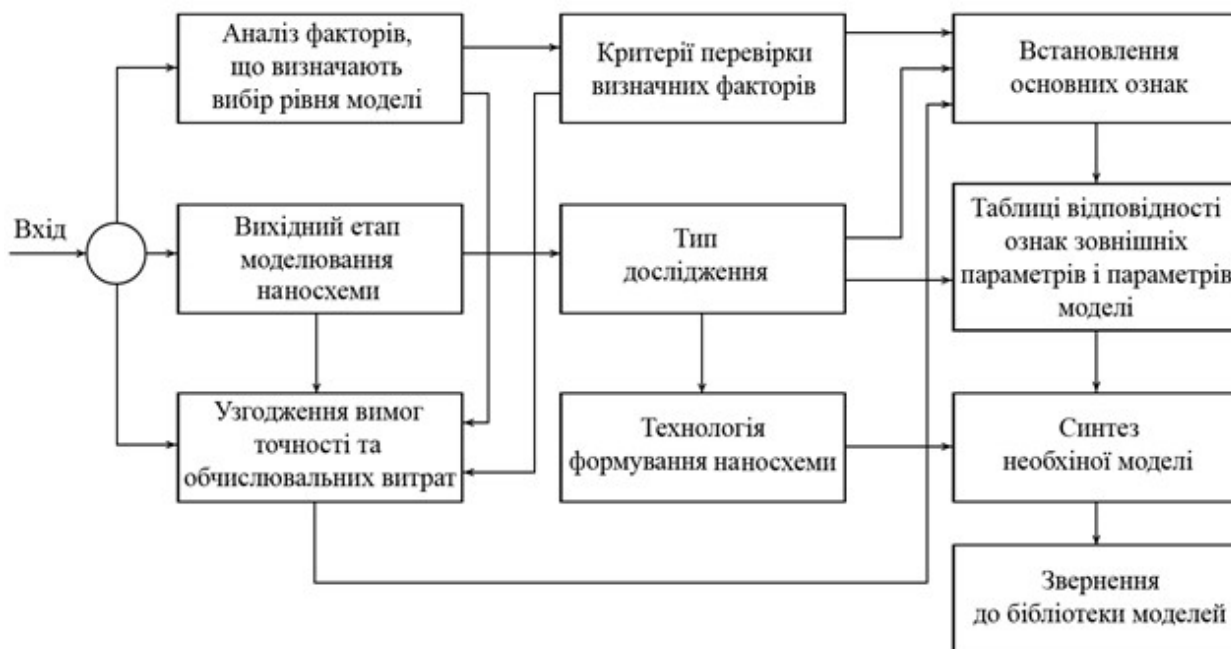 Аналіз факторів,
що визначають
вибір рівня моделі
Критерії перевірки
визначних факторів
Встановлення
основних ознак
Вхід
Вихідний етап
моделювання
наносхеми
Тип
дослідження
Таблиці відповідності
ознак зовнішніх
параметрів і параметрів
моделі
Узгодження вимог
точності та
обчислювальних витрат
Технологія
формування наносхеми
Синтез
необхіної моделі
Звернення
до бібліотеки моделей